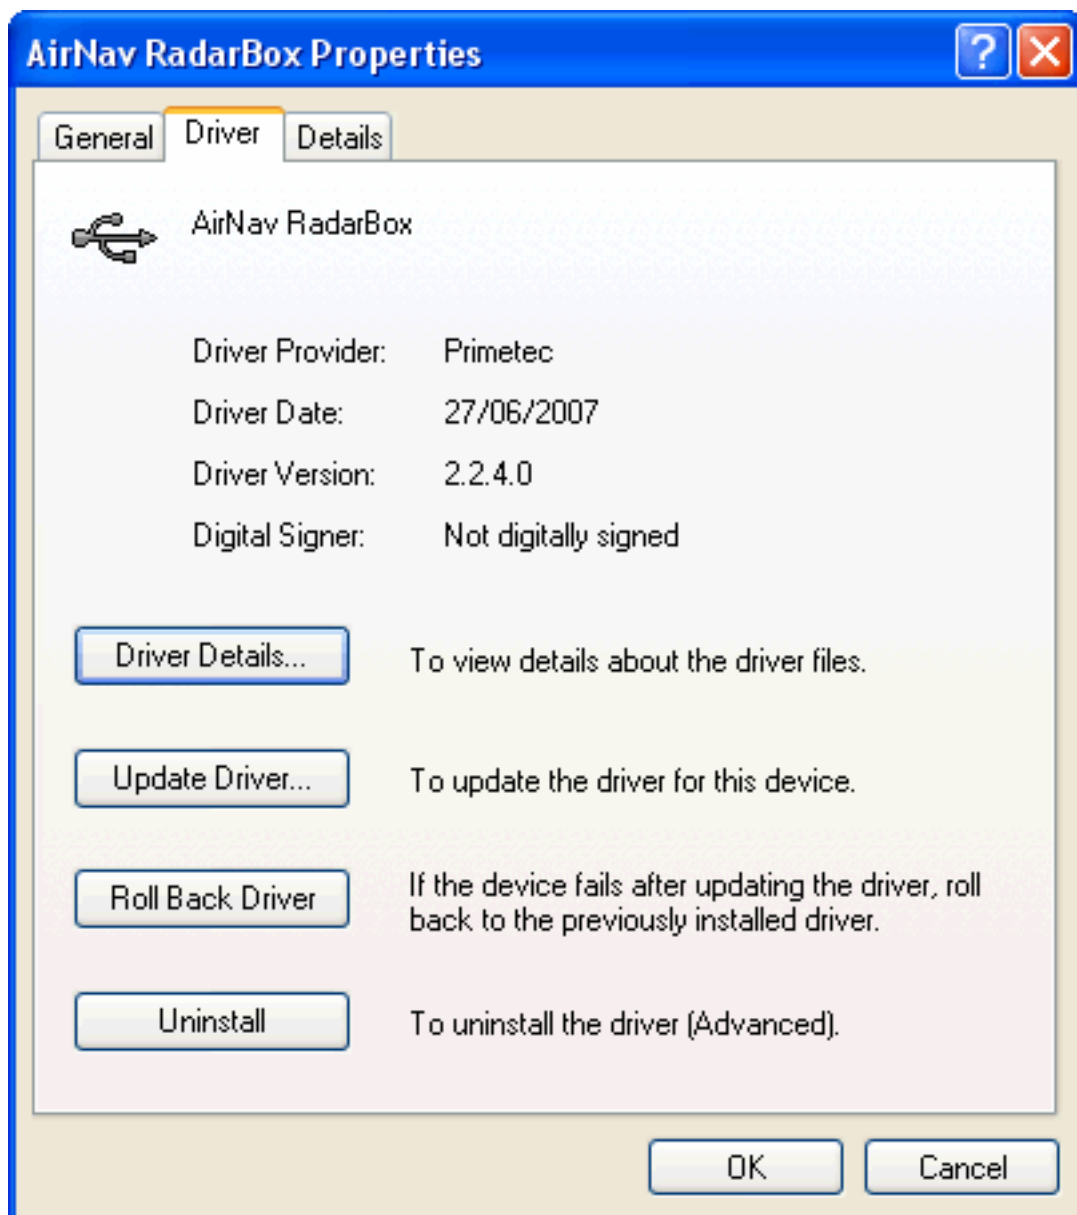 AirNav RadarBox Properties
General Driver Details
AirNav RadarBox
Driver Provider: Primetec
Driver Date: 27/06/2007
Driver Version: 2.2.4.0
Digital Signer: Not digitally signed
Driver Details... To view details about the driver files.
Update Driver... To update the driver for this device.
Roll Back Driver If the device fails after updating the driver, roll
back to the previously installed driver.
Uninstall To uninstall the driver (Advanced).
OK Cancel